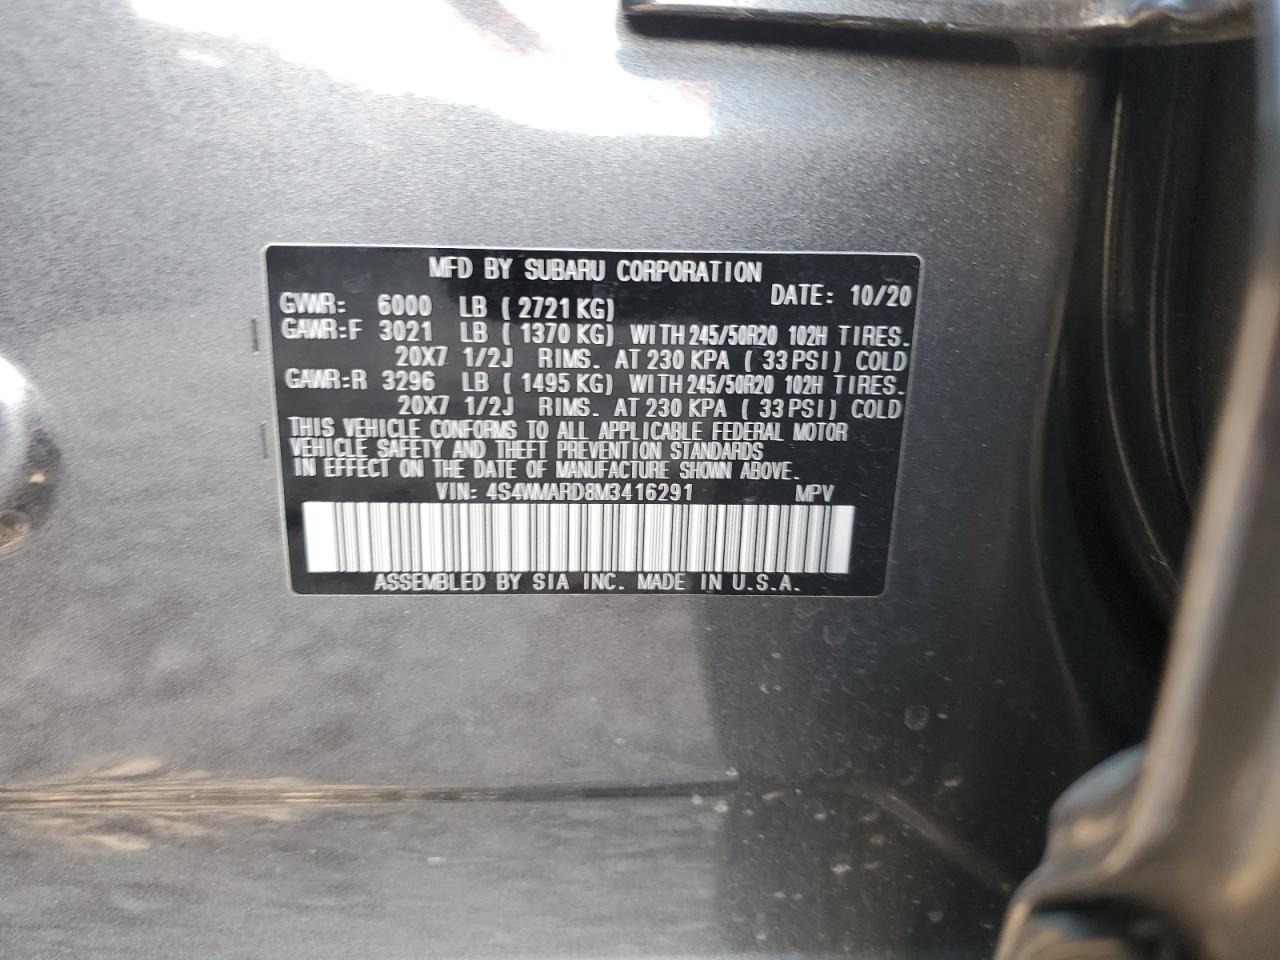 MFD BY SUBARU CORPORATION
DATE: 10/20
GVWR: 6000 LB ( 2721 KG)
GAWR:F 3021 LB ( 1370 KG) WITH 245/50R20 102H TIRES.
20X7 1/2J RIMS. AT 230 KPA ( 33 PSI) COLD
GAWR:R 3296 LB ( 1495 KG) WITH 245/50R20 102H TIRES.
20X7 1/2J RIMS. AT 230 KPA ( 33 PSI) COLD
THIS VEHICLE CONFORMS TO ALL APPLICABLE FEDERAL MOTOR
VEHICLE SAFETY AND THEFT PREVENTION STANDARDS
IN EFFECT ON THE DATE OF MANUFACTURE SHOWN ABOVE.
VIN: 4S4WMARD8M3416291 MPV
ASSEMBLED BY SIA INC. MADE IN U.S.A.